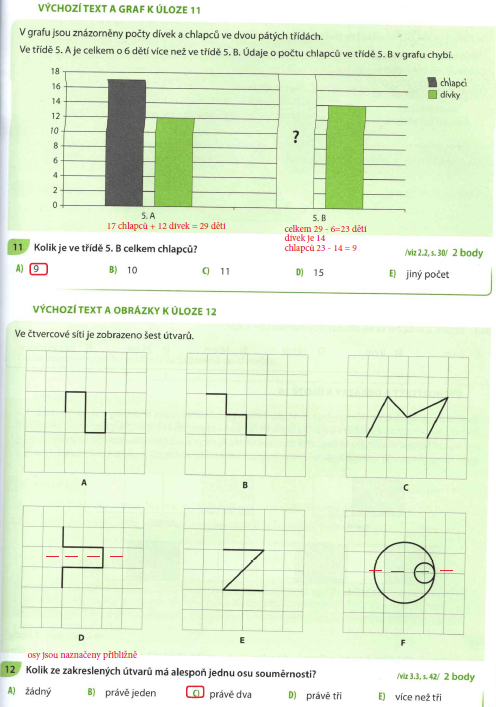 VÝCHOZÍ TEXT A GRAF K ÚLOZE 11
V grafu jsou znázorněny počty dívek a chlapců ve dvou pátých třídách.
Ve třídě 5. A je celkem o 6 dětí více než ve třídě 5. B. Údaje o počtu chlapců ve třídě 5. B v grafu chybí.
18
16
14
12
10
8
6
4
2
0
?
chlapci
dívky
5. A
5. B
17 chlapců + 12 dívek = 29 dětí
celkem 29 - 6=23 dětí
dívek je 14
chlapců 23 - 14 = 9
11 Kolik je ve třídě 5. B celkem chlapců?
/viz 2.2, s. 30/ 2 body
A) 9 B) 10 C) 11 D) 15 E) jiný počet
VÝCHOZÍ TEXT A OBRÁZKY K ÚLOZE 12
Ve čtvercové síti je zobrazeno šest útvarů.
A
B
C
D
E
F
osy jsou naznačeny přibližně
12 Kolik ze zakreslených útvarů má alespoň jednu osu souměrnosti?
/viz 3.3, s. 42/ 2 body
A) žádný B) právě jeden C) právě dva D) právě tři E) více než tři